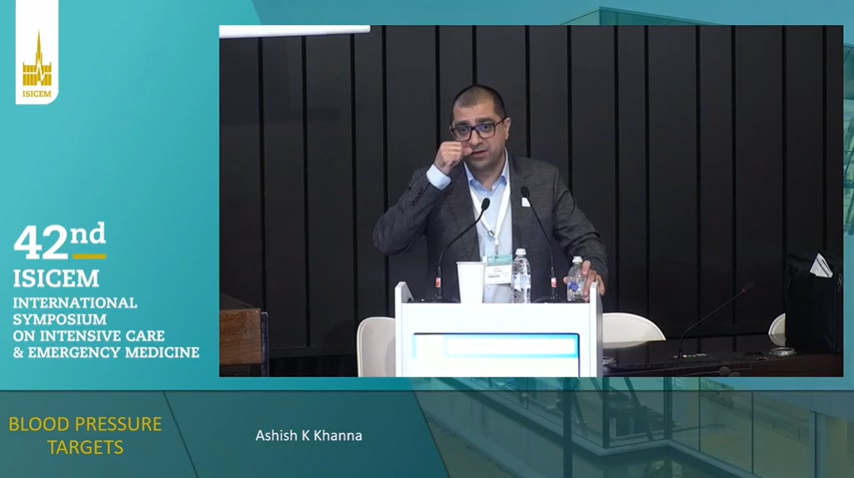 ISICEM
42nd
ISICEM
INTERNATIONAL
SYMPOSIUM
ON INTENSIVE CARE
& EMERGENCY MEDICINE
BLOOD PRESSURE
TARGETS
Ashish K Khanna